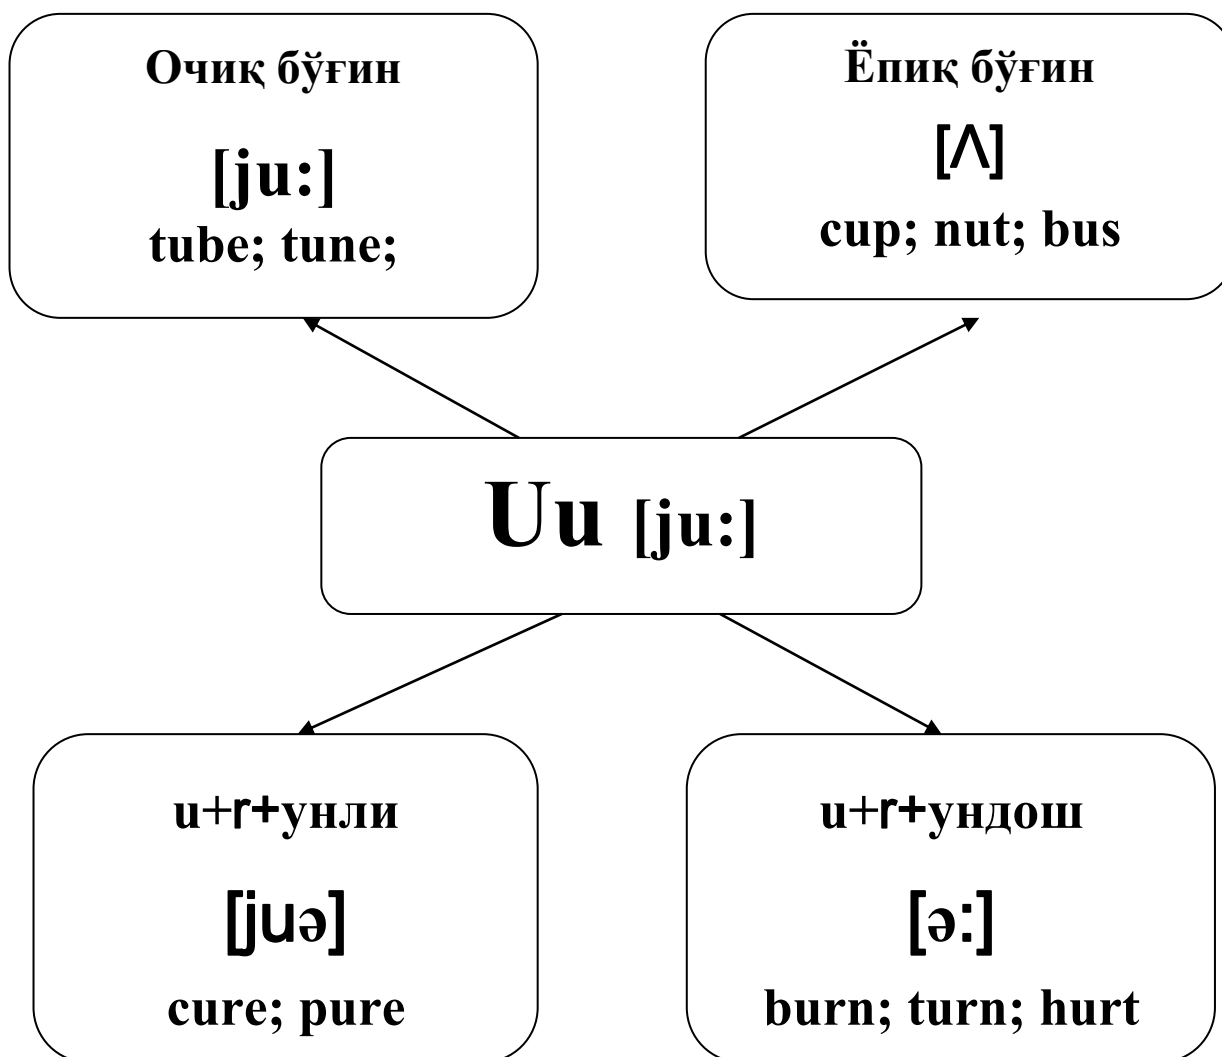 Очиқ бўғин
[ju:]
tube; tune;
Ёпиқ бўғин
[Λ]
cup; nut; bus
Uu [ju:]
u+r+унли
[juə]
cure; pure
u+r+ундош
[ə:]
burn; turn; hurt